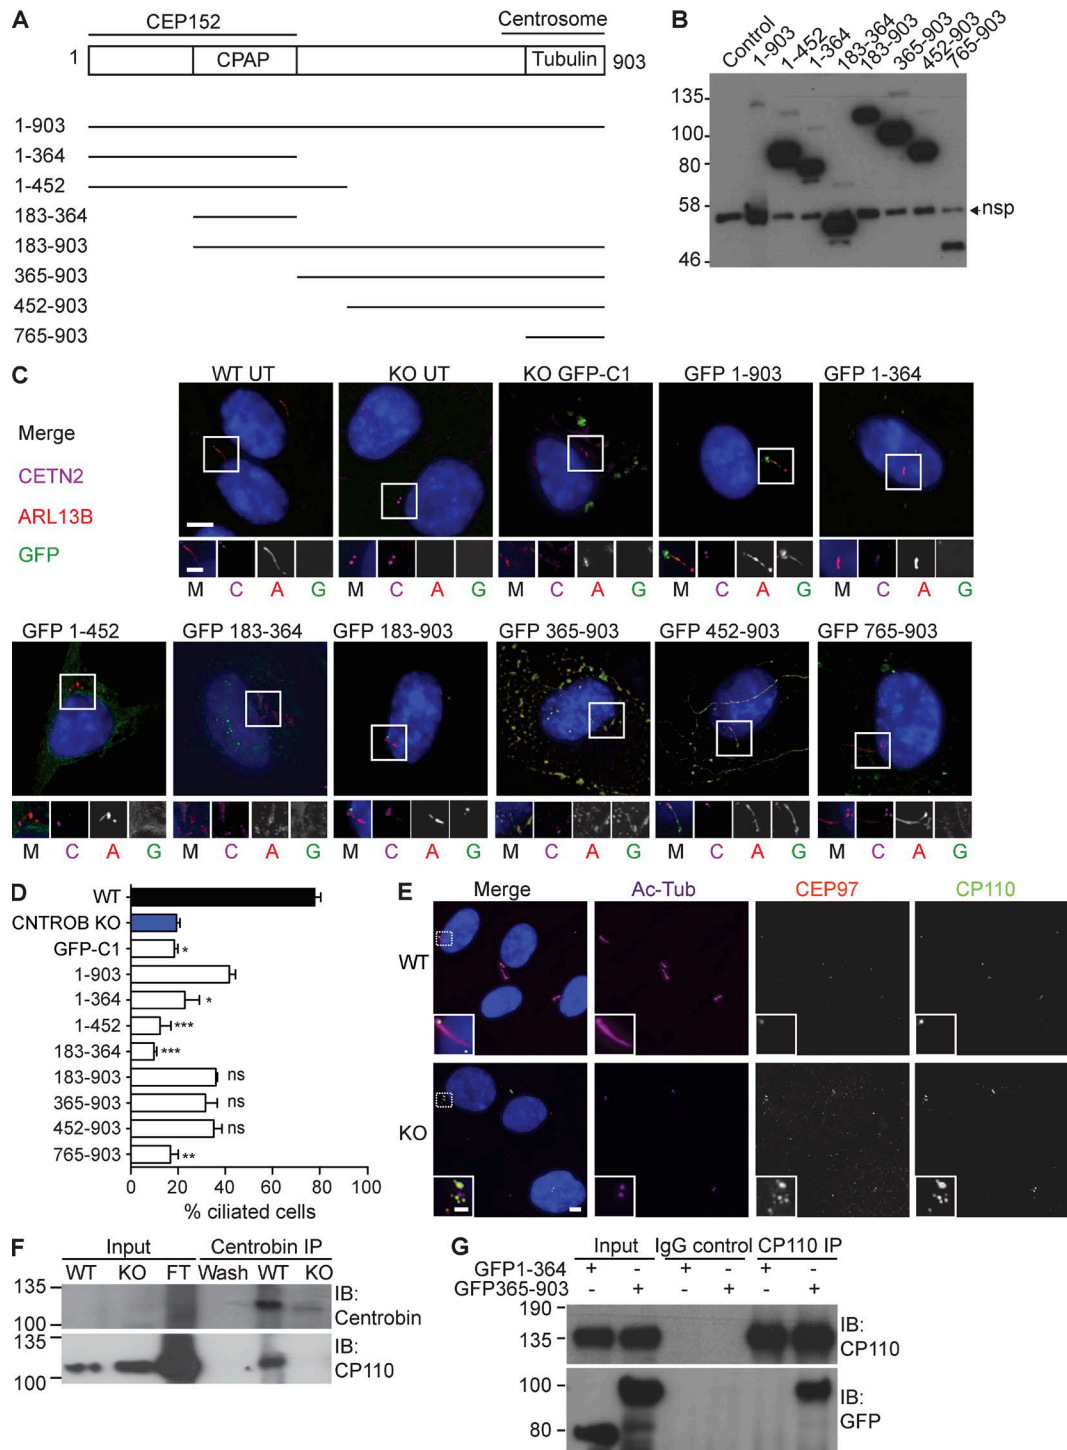 A
CEP152
Centrosome
1
CPAP
Tubulin
903
1-903
1-364
1-452
183-364
183-903
365-903
452-903
765-903
B
Control
1-903
1-452
1-364
183-364
183-903
365-903
452-903
765-903
135
100
80
58
46
nsp
C
WT UT
KO UT
KO GFP-C1
GFP 1-903
GFP 1-364
Merge
CETN2
ARL13B
GFP
M C A G M C A G M C A G M C A G M C A G
GFP 1-452
GFP 183-364
GFP 183-903
GFP 365-903
GFP 452-903
GFP 765-903
M C A G M C A G M C A G M C A G M C A G M C A G
D
WT
CNTROB KO
GFP-C1 *
1-903
1-364 *
1-452 ***
183-364 ***
183-903 ns
365-903 ns
452-903 ns
765-903 **
0 20 40 60 80 100
% ciliated cells
E
Merge
Ac-Tub
CEP97
CP110
WT
KO
F
Input
Centrobin IP
WT KO FT Wash WT KO
135
100
IB:
Centrobin
135
100
IB:
CP110
G
Input IgG control CP110 IP
GFP1-364 + - + - + -
GFP365-903 - + - + - +
190
135
IB:
CP110
100
80
IB:
GFP